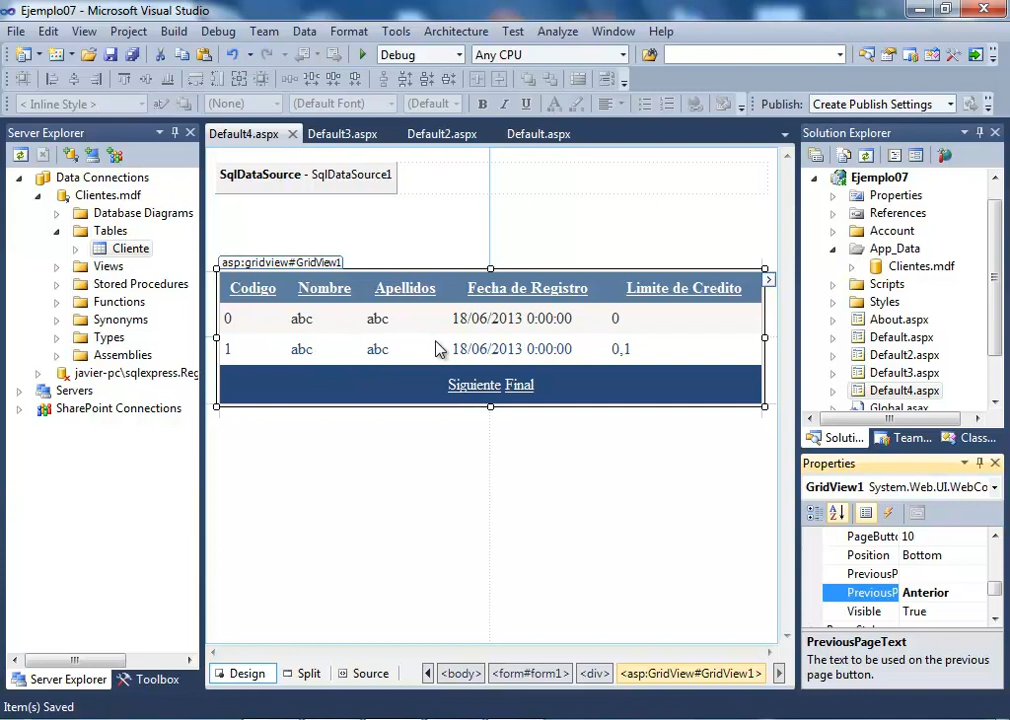 Ejemplo07 - Microsoft Visual Studio
File Edit View Project Build Debug Team Data Format Tools Architecture Test Analyze Window Help
Debug Any CPU
< Inline Style > (None) (Default Font) (Default B I U A Publish: Create Publish Settings
Server Explorer
Data Connections
Clientes.mdf
Database Diagrams
Tables
Cliente
Views
Stored Procedures
Functions
Synonyms
Types
Assemblies
javier-pc\sqlexpress.Reg
Servers
SharePoint Connections
Server Explorer Toolbox
Default4.aspx Default3.aspx Default2.aspx Default.aspx
SqlDataSource - SqlDataSource1
asp:gridview#GridView1
Codigo Nombre Apellidos Fecha de Registro Limite de Credito
0 abc abc 18/06/2013 0:00:00 0
1 abc abc 18/06/2013 0:00:00 0,1
Siguiente Final
Design Split Source <body> <form#form1> <div> <asp:GridView#GridView1>
Solution Explorer
Ejemplo07
Properties
References
Account
App_Data
Clientes.mdf
Scripts
Styles
About.aspx
Default.aspx
Default2.aspx
Default3.aspx
Default4.aspx
Global.asax
Soluti... Team... Class...
Properties
GridView1 System.Web.UI.WebCo
PageButtc 10
Position Bottom
PreviousP
PreviousP Anterior
Visible True
PreviousPageText
The text to be used on the previous
page button.
Item(s) Saved